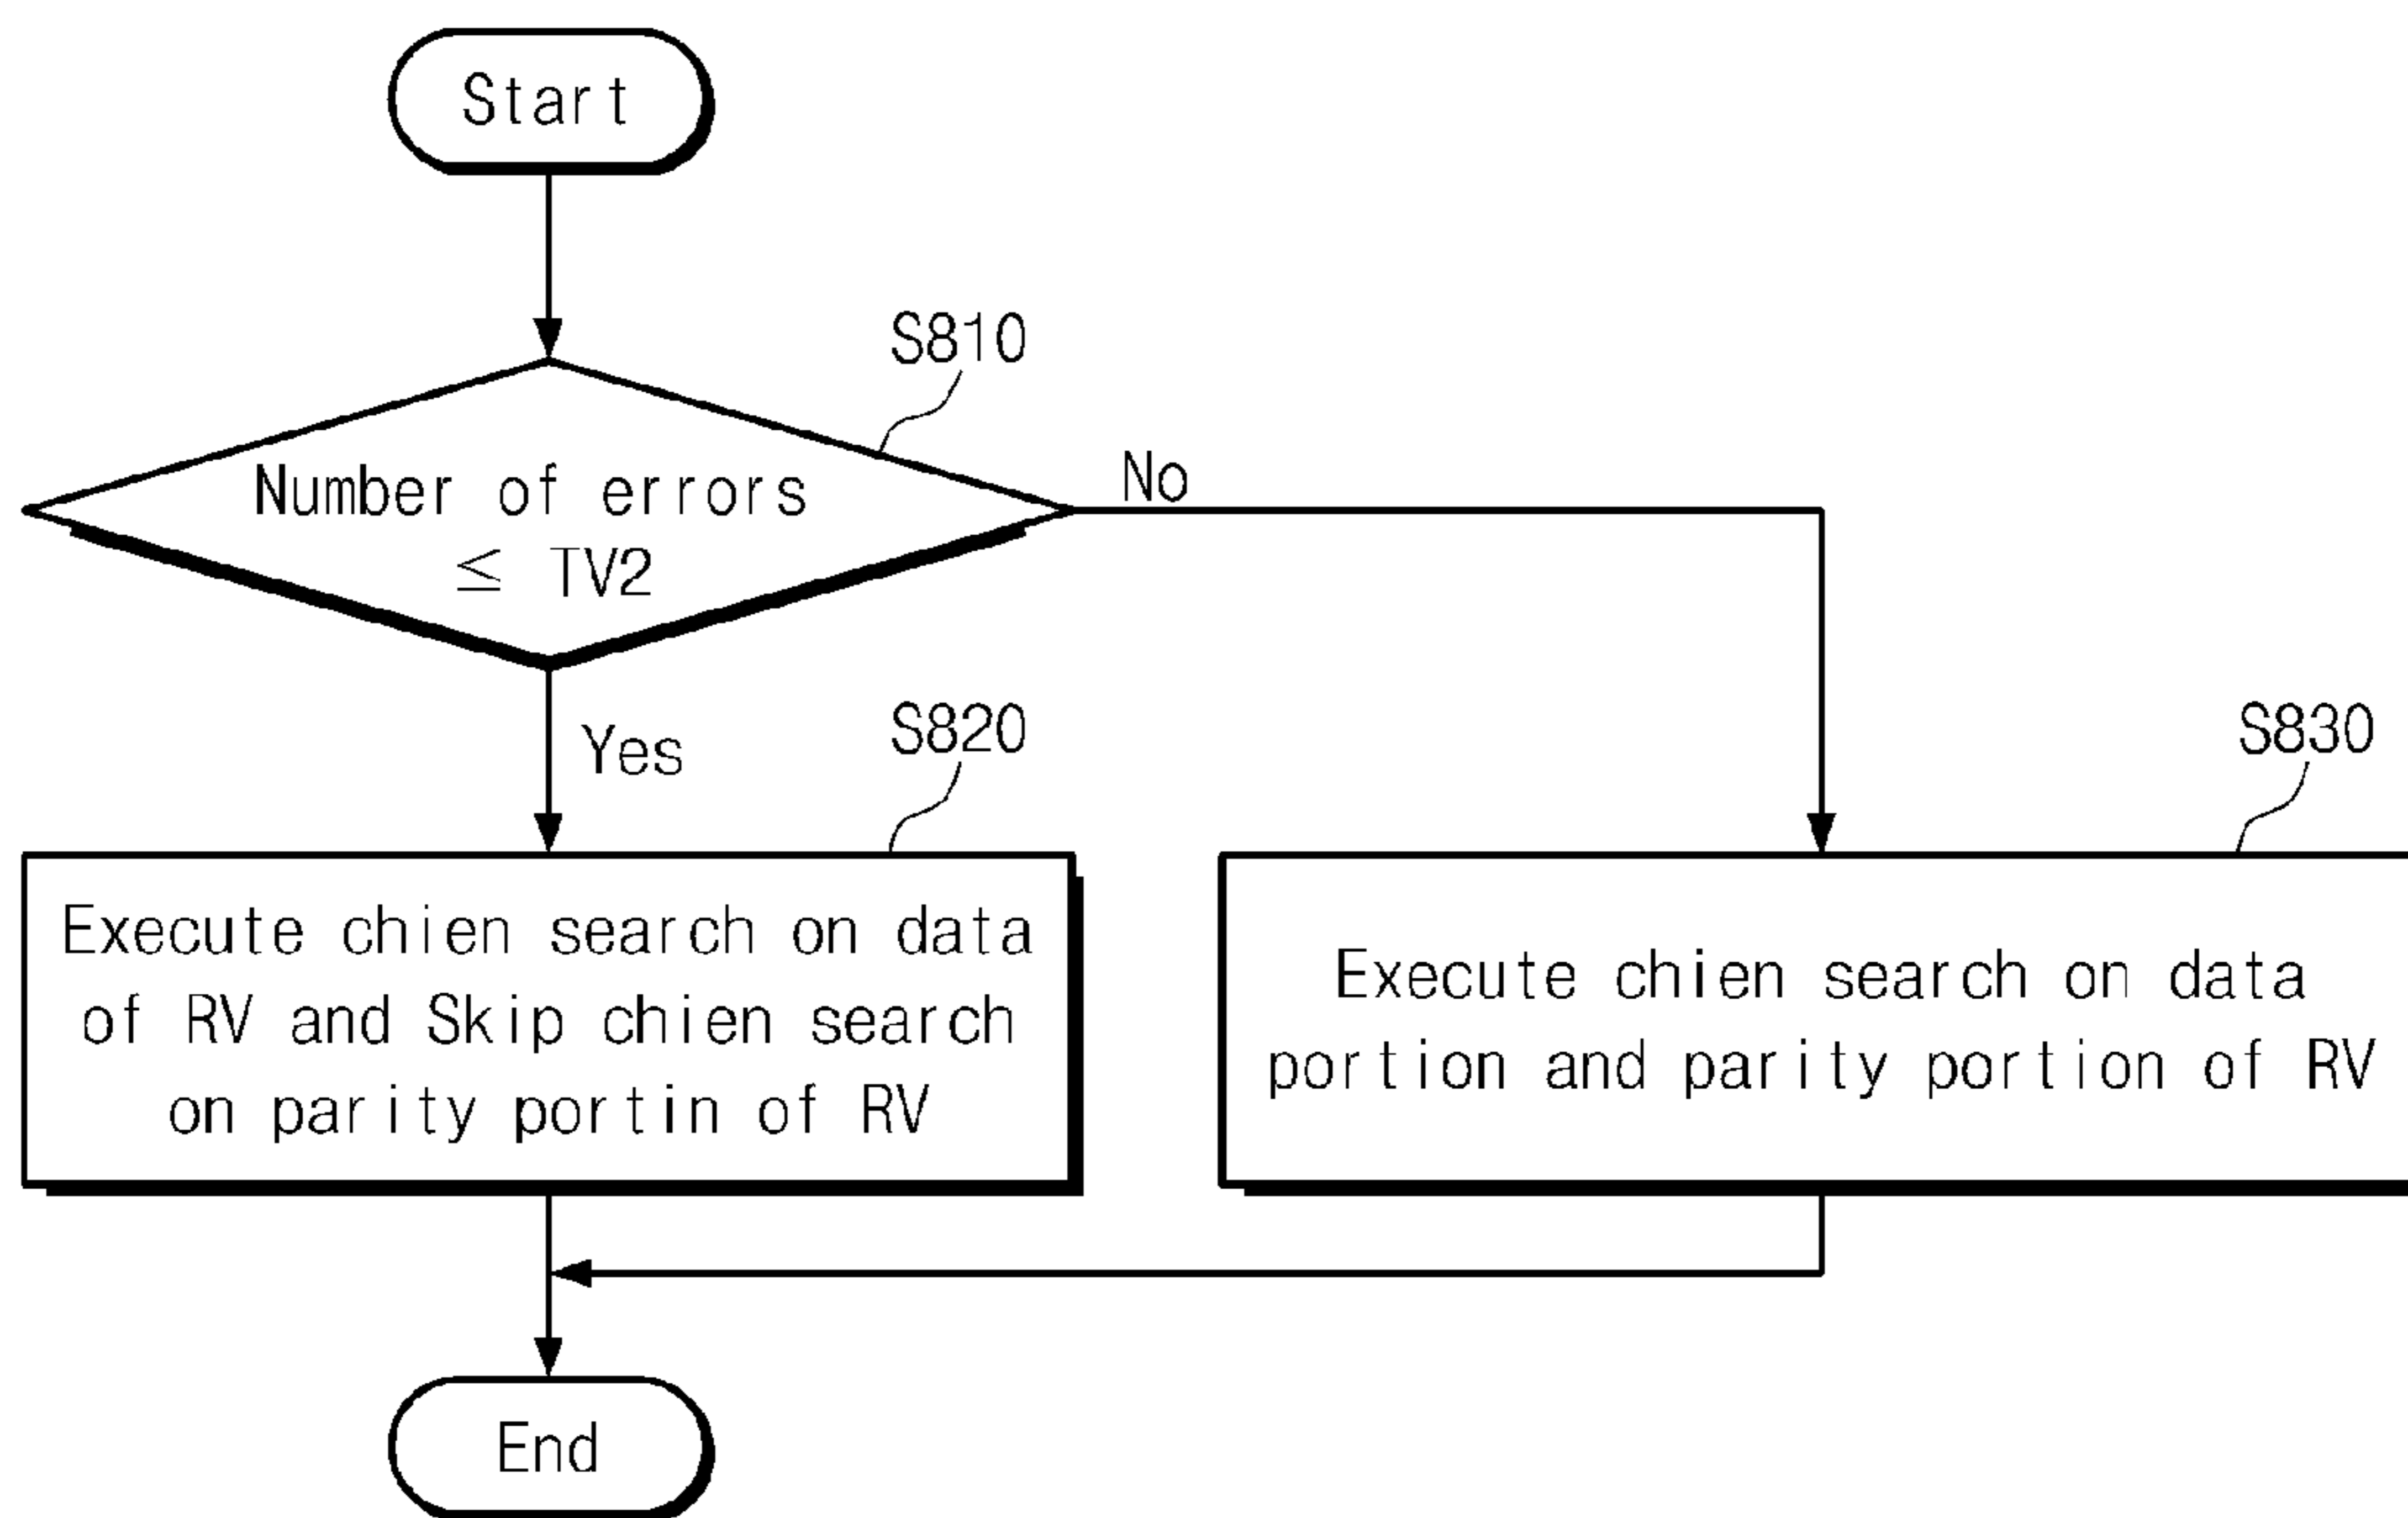 Start
S810
Number of errors
≤ TV2
No
Yes
S820
S830
Execute chien search on data
of RV and Skip chien search
on parity portin of RV
Execute chien search on data
portion and parity portion of RV
End